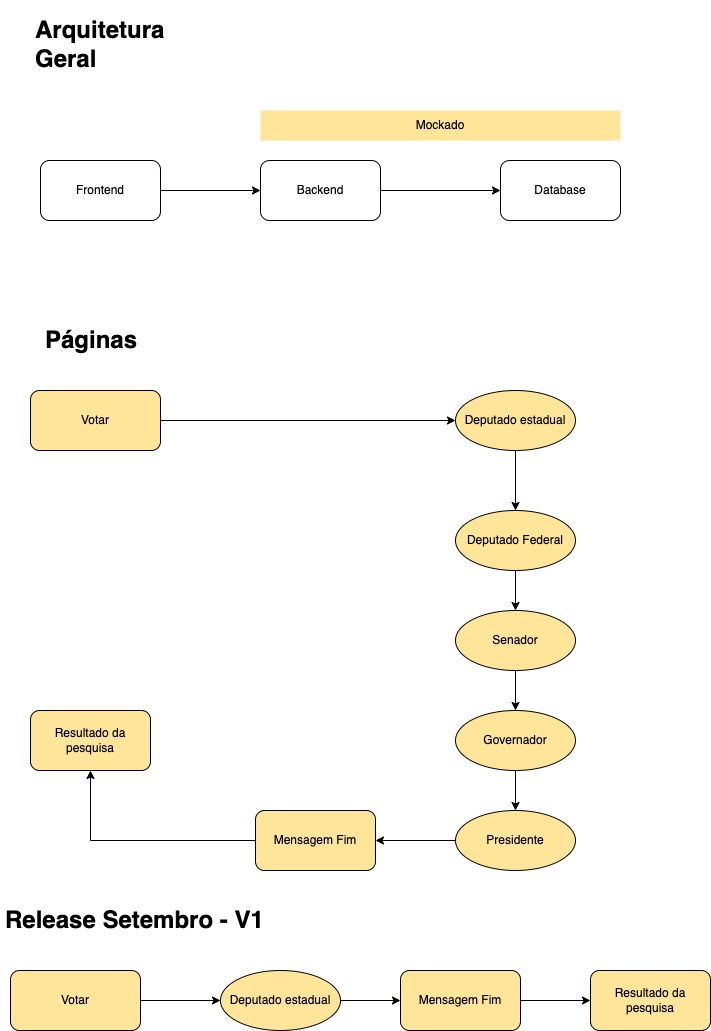 Arquitetura
Geral
Mockado
Frontend
Backend
Database
Páginas
Votar
Deputado estadual
Deputado Federal
Senador
Governador
Resultado da
pesquisa
Mensagem Fim
Presidente
Release Setembro - V1
Votar
Deputado estadual
Mensagem Fim
Resultado da
pesquisa